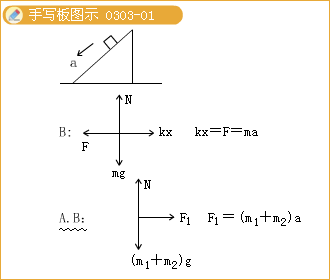 手写板图示 0303-01
a
N
B: kx kx=F=ma
F
mg
N
A.B: F₁ F₁=(m₁+m₂)a
(m₁+m₂)g